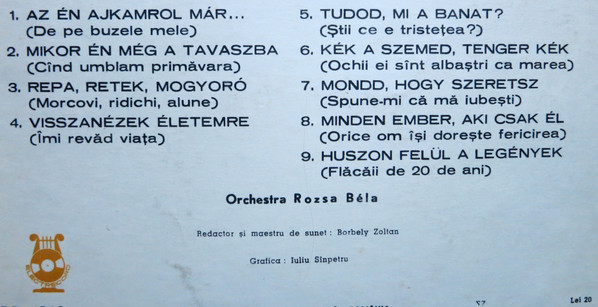 1. AZ ÉN AJKAMROL MÁR...
(De pe buzele mele)
2. MIKOR ÉN MÉG A TAVASZBA
(Cînd umblam primăvara)
3. REPA, RETEK, MOGYORÓ
(Morcovi, ridichi, alune)
4. VISSZANÉZEK ÉLETEMRE
(Îmi revăd viața)
5. TUDOD, MI A BANAT?
(Știi ce e tristețea?)
6. KÉK A SZEMED, TENGER KÉK
(Ochii ei sînt albaștri ca marea)
7. MONDD, HOGY SZERETSZ
(Spune-mi că mă iubești)
8. MINDEN EMBER, AKI CSAK ÉL
(Orice om își dorește fericirea)
9. HUSZON FELÜL A LEGÉNYEK
(Flăcăii de 20 de ani)
Orchestra Rozsa Béla
Redactor și maestru de sunet : Borbely Zoltan
Grafica : Iuliu Sînpetru
ELECTRECORD
Lei 20